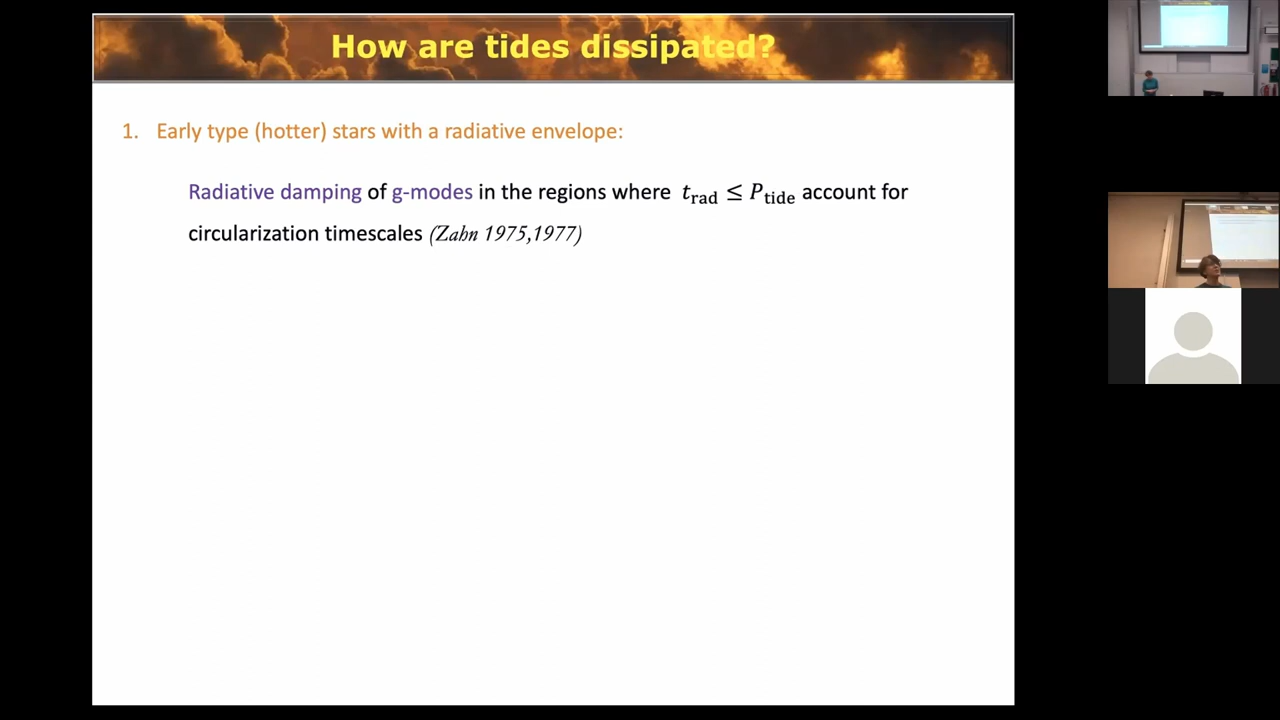 How are tides dissipated?
1. Early type (hotter) stars with a radiative envelope:
Radiative damping of g-modes in the regions where t_rad ≤ P_tide account for
circularization timescales (Zahn 1975,1977)